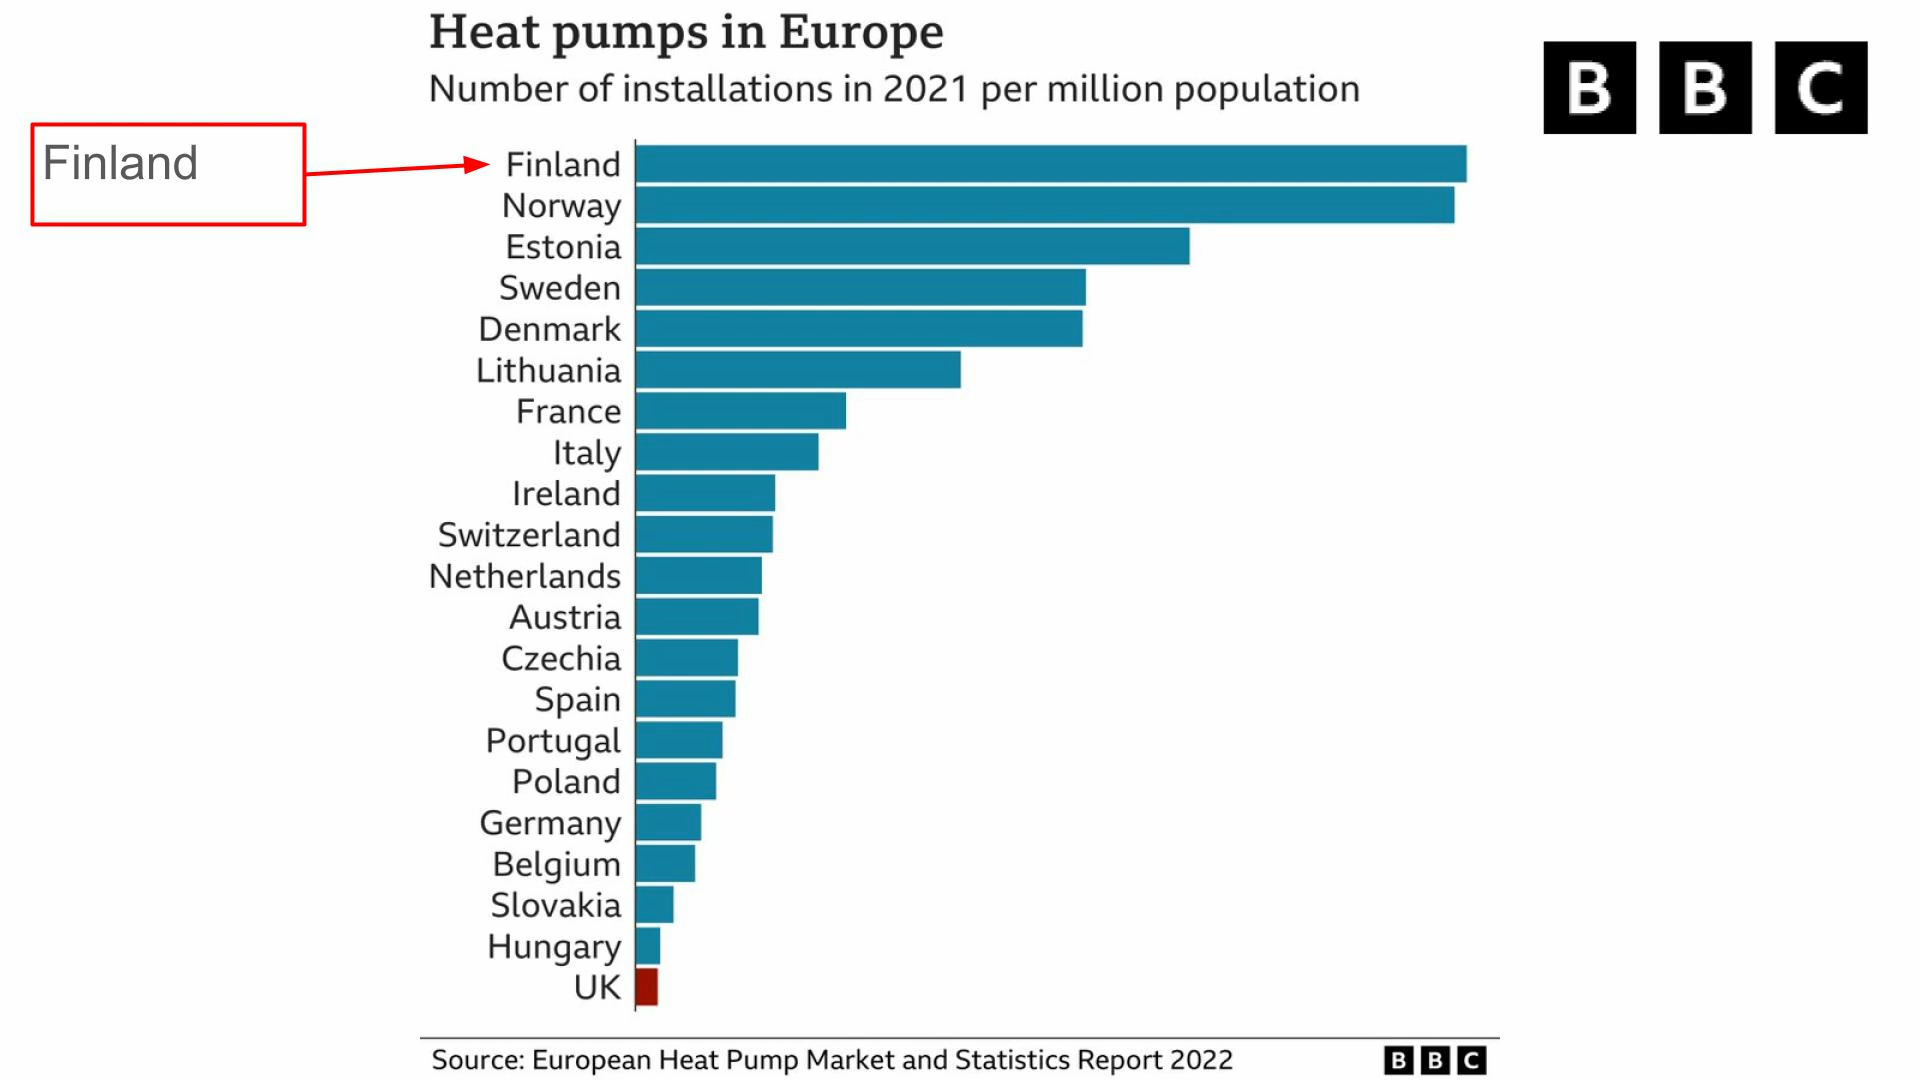 Heat pumps in Europe
Number of installations in 2021 per million population
BBC
Finland
Finland
Norway
Estonia
Sweden
Denmark
Lithuania
France
Italy
Ireland
Switzerland
Netherlands
Austria
Czechia
Spain
Portugal
Poland
Germany
Belgium
Slovakia
Hungary
UK
Source: European Heat Pump Market and Statistics Report 2022
BBC